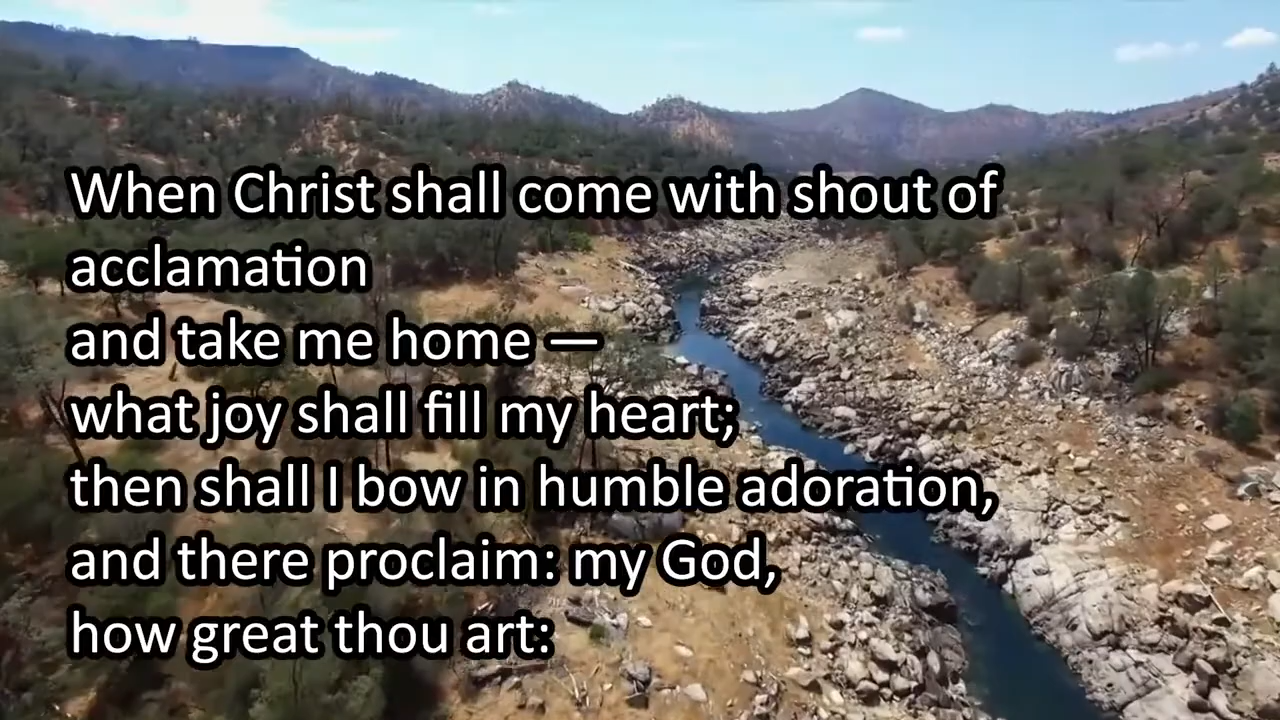 When Christ shall come with shout of
acclamation
and take me home —
what joy shall fill my heart;
then shall I bow in humble adoration,
and there proclaim: my God,
how great thou art: